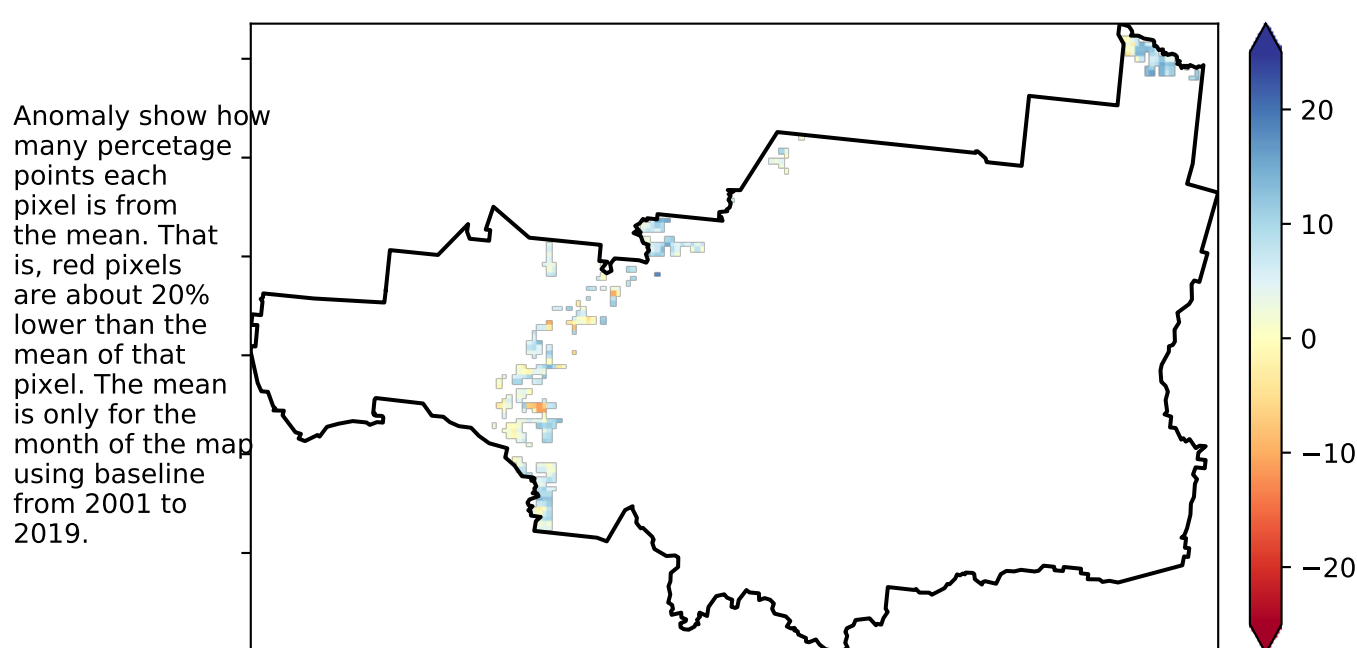 Anomaly show how
many percetage
points each
pixel is from
the mean. That
is, red pixels
are about 20%
lower than the
mean of that
pixel. The mean
is only for the
month of the map
using baseline
from 2001 to
2019.
20
10
0
−10
−20